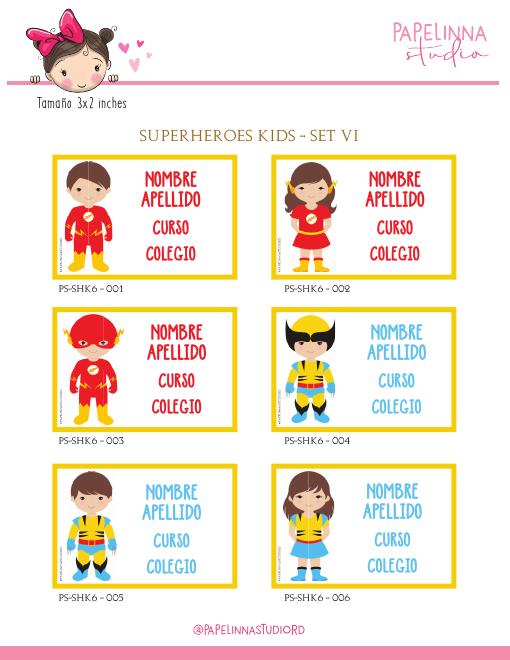 PAPELINNA
studio
Tamaño 3x2 inches
SUPERHEROES KIDS - SET VI
NOMBRE
APELLIDO
CURSO
COLEGIO
PS-SHK6 - 001
NOMBRE
APELLIDO
CURSO
COLEGIO
PS-SHK6 - 002
NOMBRE
APELLIDO
CURSO
COLEGIO
PS-SHK6 - 003
NOMBRE
APELLIDO
CURSO
COLEGIO
PS-SHK6 - 004
NOMBRE
APELLIDO
CURSO
COLEGIO
PS-SHK6 - 005
NOMBRE
APELLIDO
CURSO
COLEGIO
PS-SHK6 - 006
@PAPELINNASTUDIORD